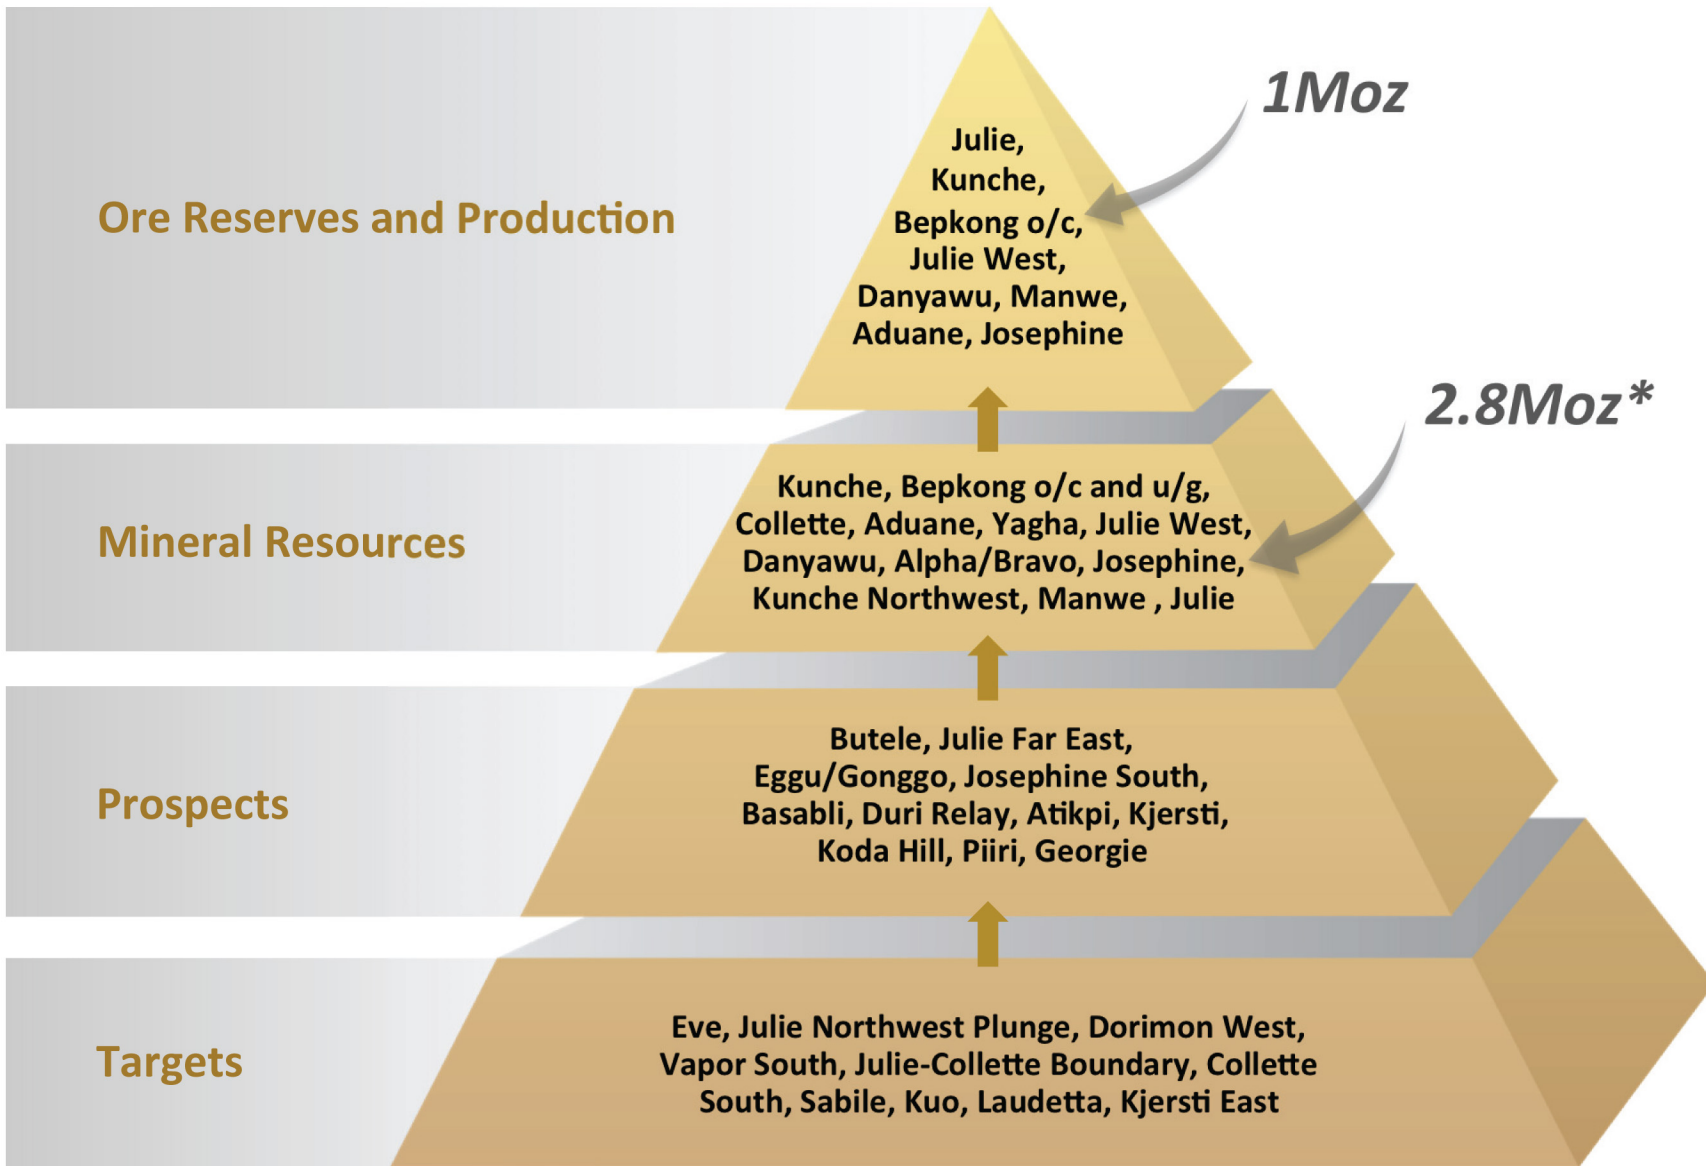 1Moz
Julie,
Kunche,
Ore Reserves and Production
Bepkong o/c,
Julie West,
Danyawu, Manwe,
Aduane, Josephine
2.8Moz*
Mineral Resources
Kunche, Bepkong o/c and u/g,
Collette, Aduane, Yagha, Julie West,
Danyawu, Alpha/Bravo, Josephine,
Kunche Northwest, Manwe , Julie
Prospects
Butele, Julie Far East,
Eggu/Gonggo, Josephine South,
Basabli, Duri Relay, Atikpi, Kjersti,
Koda Hill, Piiri, Georgie
Targets
Eve, Julie Northwest Plunge, Dorimon West,
Vapor South, Julie-Collette Boundary, Collette
South, Sabile, Kuo, Laudetta, Kjersti East